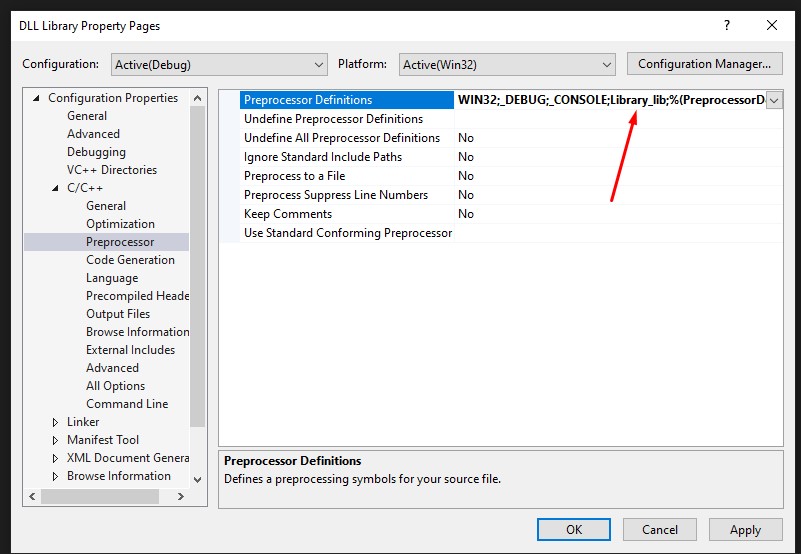 DLL Library Property Pages
?
Configuration: Active(Debug) Platform: Active(Win32) Configuration Manager...
Configuration Properties
General
Advanced
Debugging
VC++ Directories
C/C++
General
Optimization
Preprocessor
Code Generation
Language
Precompiled Heade
Output Files
Browse Information
External Includes
Advanced
All Options
Command Line
Linker
Manifest Tool
XML Document Genera
Browse Information
Preprocessor Definitions WIN32;_DEBUG;_CONSOLE;Library_lib;%(PreprocessorD
Undefine Preprocessor Definitions
Undefine All Preprocessor Definitions No
Ignore Standard Include Paths No
Preprocess to a File No
Preprocess Suppress Line Numbers No
Keep Comments No
Use Standard Conforming Preprocessor
Preprocessor Definitions
Defines a preprocessing symbols for your source file.
OK Cancel Apply